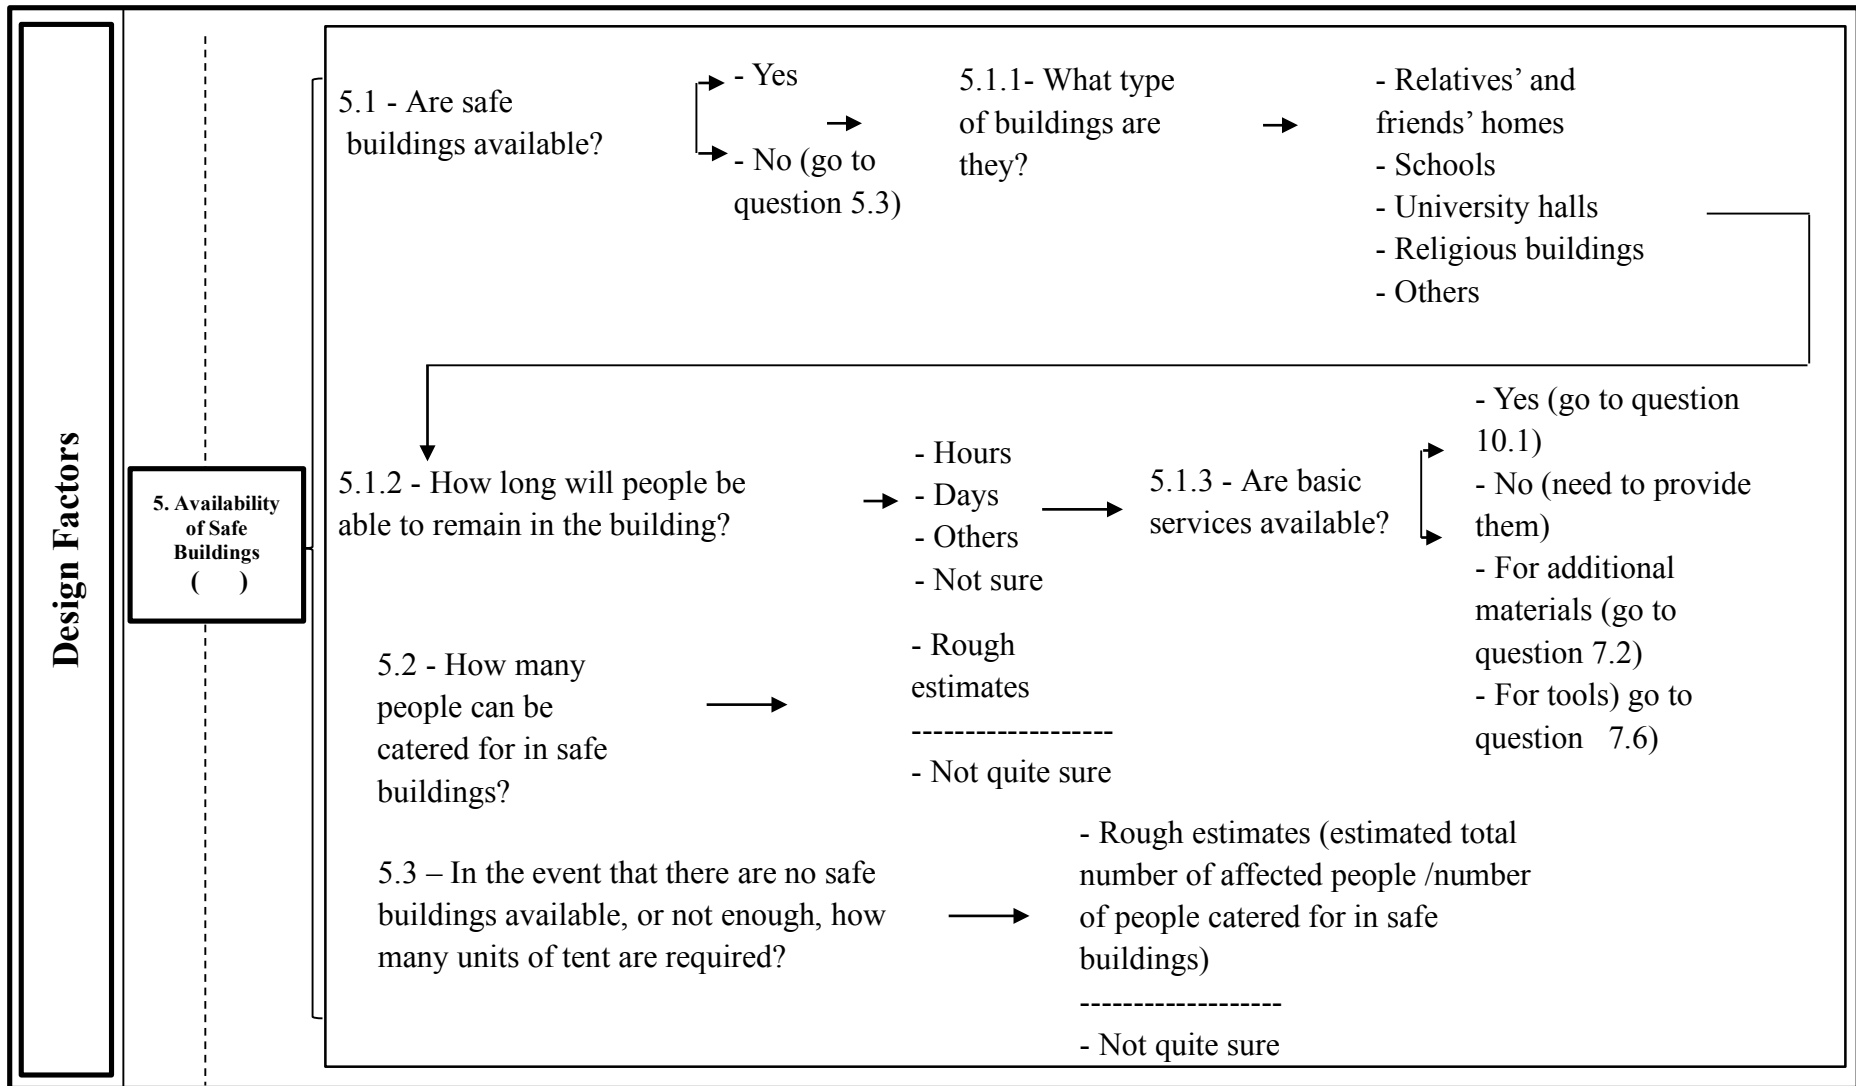 Design Factors
5. Availability
of Safe
Buildings
(      )
5.1 - Are safe
buildings available?
- Yes
- No (go to
question 5.3)
5.1.1- What type
of buildings are
they?
- Relatives’ and
friends’ homes
- Schools
- University halls
- Religious buildings
- Others
5.1.2 - How long will people be
able to remain in the building?
- Hours
- Days
- Others
- Not sure
5.1.3 - Are basic
services available?
- Yes (go to question
10.1)
- No (need to provide
them)
- For additional
materials (go to
question 7.2)
- For tools) go to
question   7.6)
5.2 - How many
people can be
catered for in safe
buildings?
- Rough
estimates
-------------------
- Not quite sure
5.3 – In the event that there are no safe
buildings available, or not enough, how
many units of tent are required?
- Rough estimates (estimated total
number of affected people /number
of people catered for in safe
buildings)
-------------------
- Not quite sure